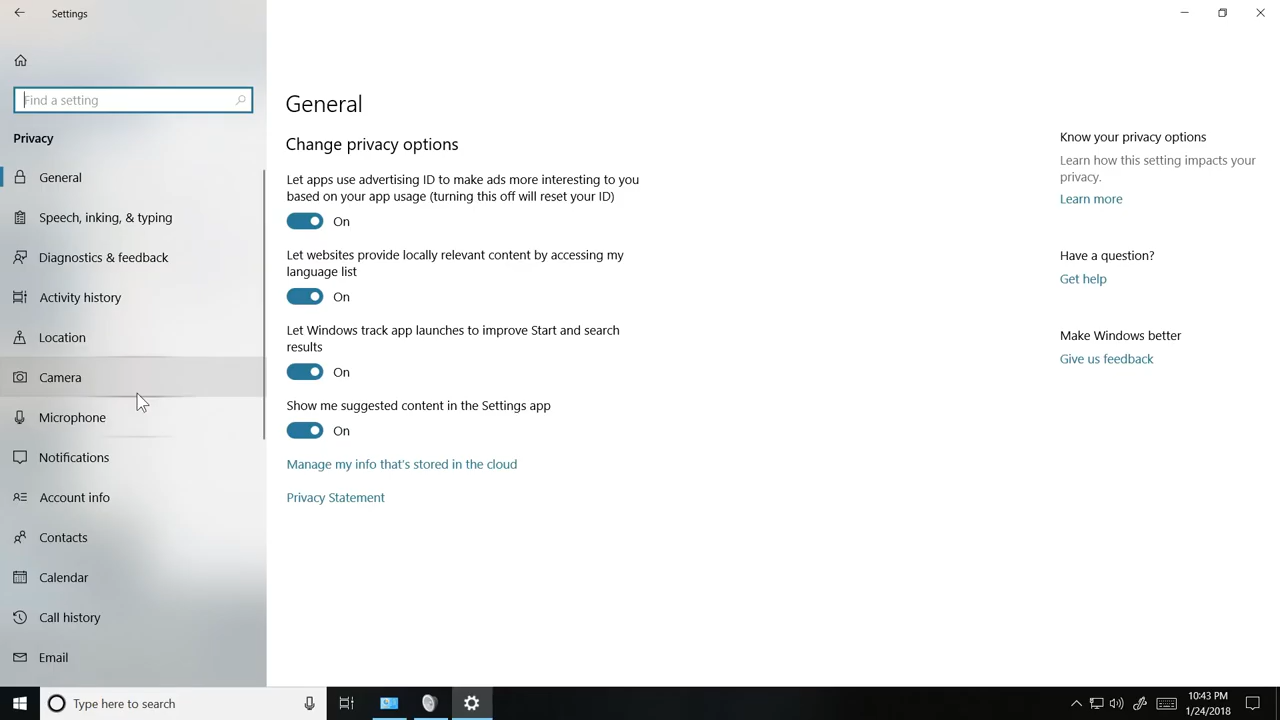 Settings
Find a setting
Privacy
General
Speech, inking, & typing
Diagnostics & feedback
Activity history
Location
Camera
Microphone
Notifications
Account info
Contacts
Calendar
Call history
Email
General
Change privacy options
Let apps use advertising ID to make ads more interesting to you
based on your app usage (turning this off will reset your ID)
On
Let websites provide locally relevant content by accessing my
language list
On
Let Windows track app launches to improve Start and search
results
On
Show me suggested content in the Settings app
On
Manage my info that's stored in the cloud
Privacy Statement
Know your privacy options
Learn how this setting impacts your
privacy.
Learn more
Have a question?
Get help
Make Windows better
Give us feedback
Type here to search
10:43 PM
1/24/2018